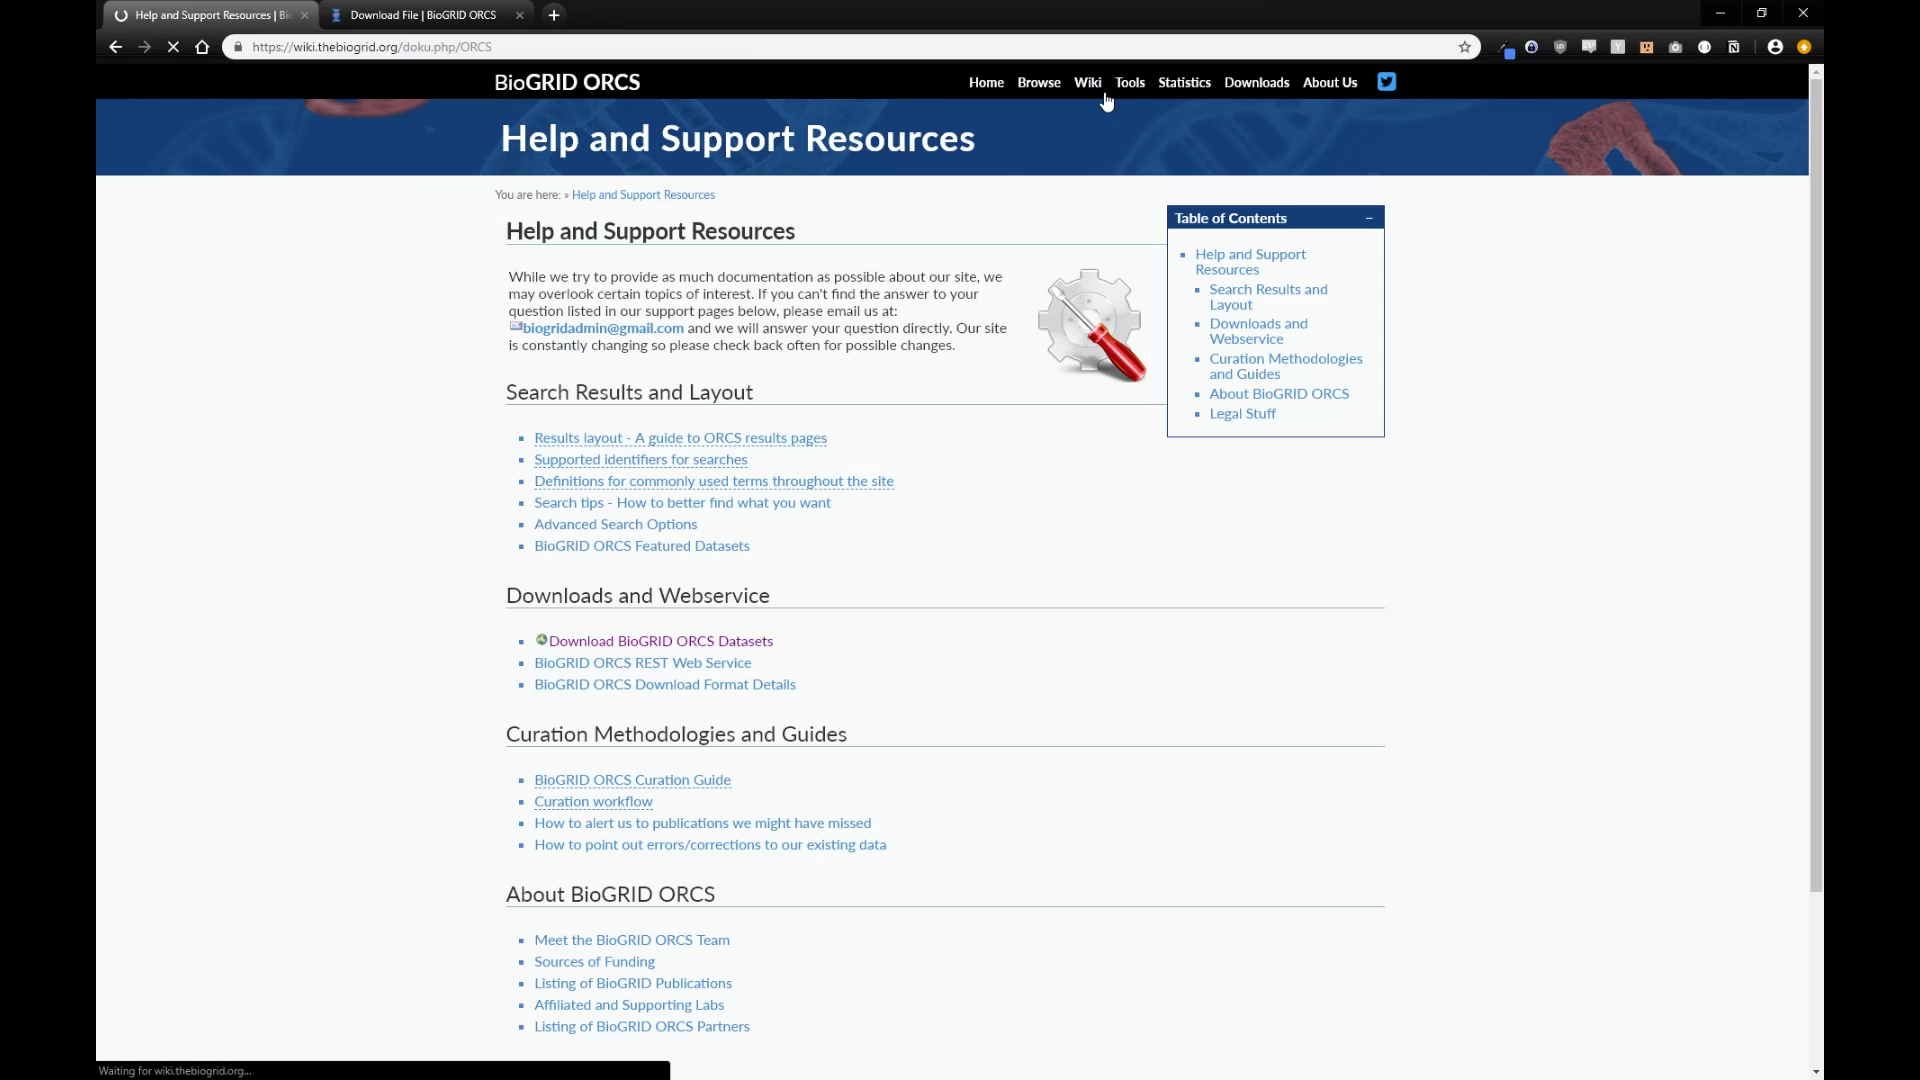 Help and Support Resources | Bi
Download File | BioGRID ORCS
https://wiki.thebiogrid.org/doku.php/ORCS
BioGRID ORCS
Home Browse Wiki Tools Statistics Downloads About Us
Help and Support Resources
You are here: » Help and Support Resources
Help and Support Resources
While we try to provide as much documentation as possible about our site, we
may overlook certain topics of interest. If you can't find the answer to your
question listed in our support pages below, please email us at:
biogridadmin@gmail.com and we will answer your question directly. Our site
is constantly changing so please check back often for possible changes.
Table of Contents
Help and Support
Resources
Search Results and
Layout
Downloads and
Webservice
Curation Methodologies
and Guides
About BioGRID ORCS
Legal Stuff
Search Results and Layout
Results layout - A guide to ORCS results pages
Supported identifiers for searches
Definitions for commonly used terms throughout the site
Search tips - How to better find what you want
Advanced Search Options
BioGRID ORCS Featured Datasets
Downloads and Webservice
Download BioGRID ORCS Datasets
BioGRID ORCS REST Web Service
BioGRID ORCS Download Format Details
Curation Methodologies and Guides
BioGRID ORCS Curation Guide
Curation workflow
How to alert us to publications we might have missed
How to point out errors/corrections to our existing data
About BioGRID ORCS
Meet the BioGRID ORCS Team
Sources of Funding
Listing of BioGRID Publications
Affiliated and Supporting Labs
Listing of BioGRID ORCS Partners
Waiting for wiki.thebiogrid.org...